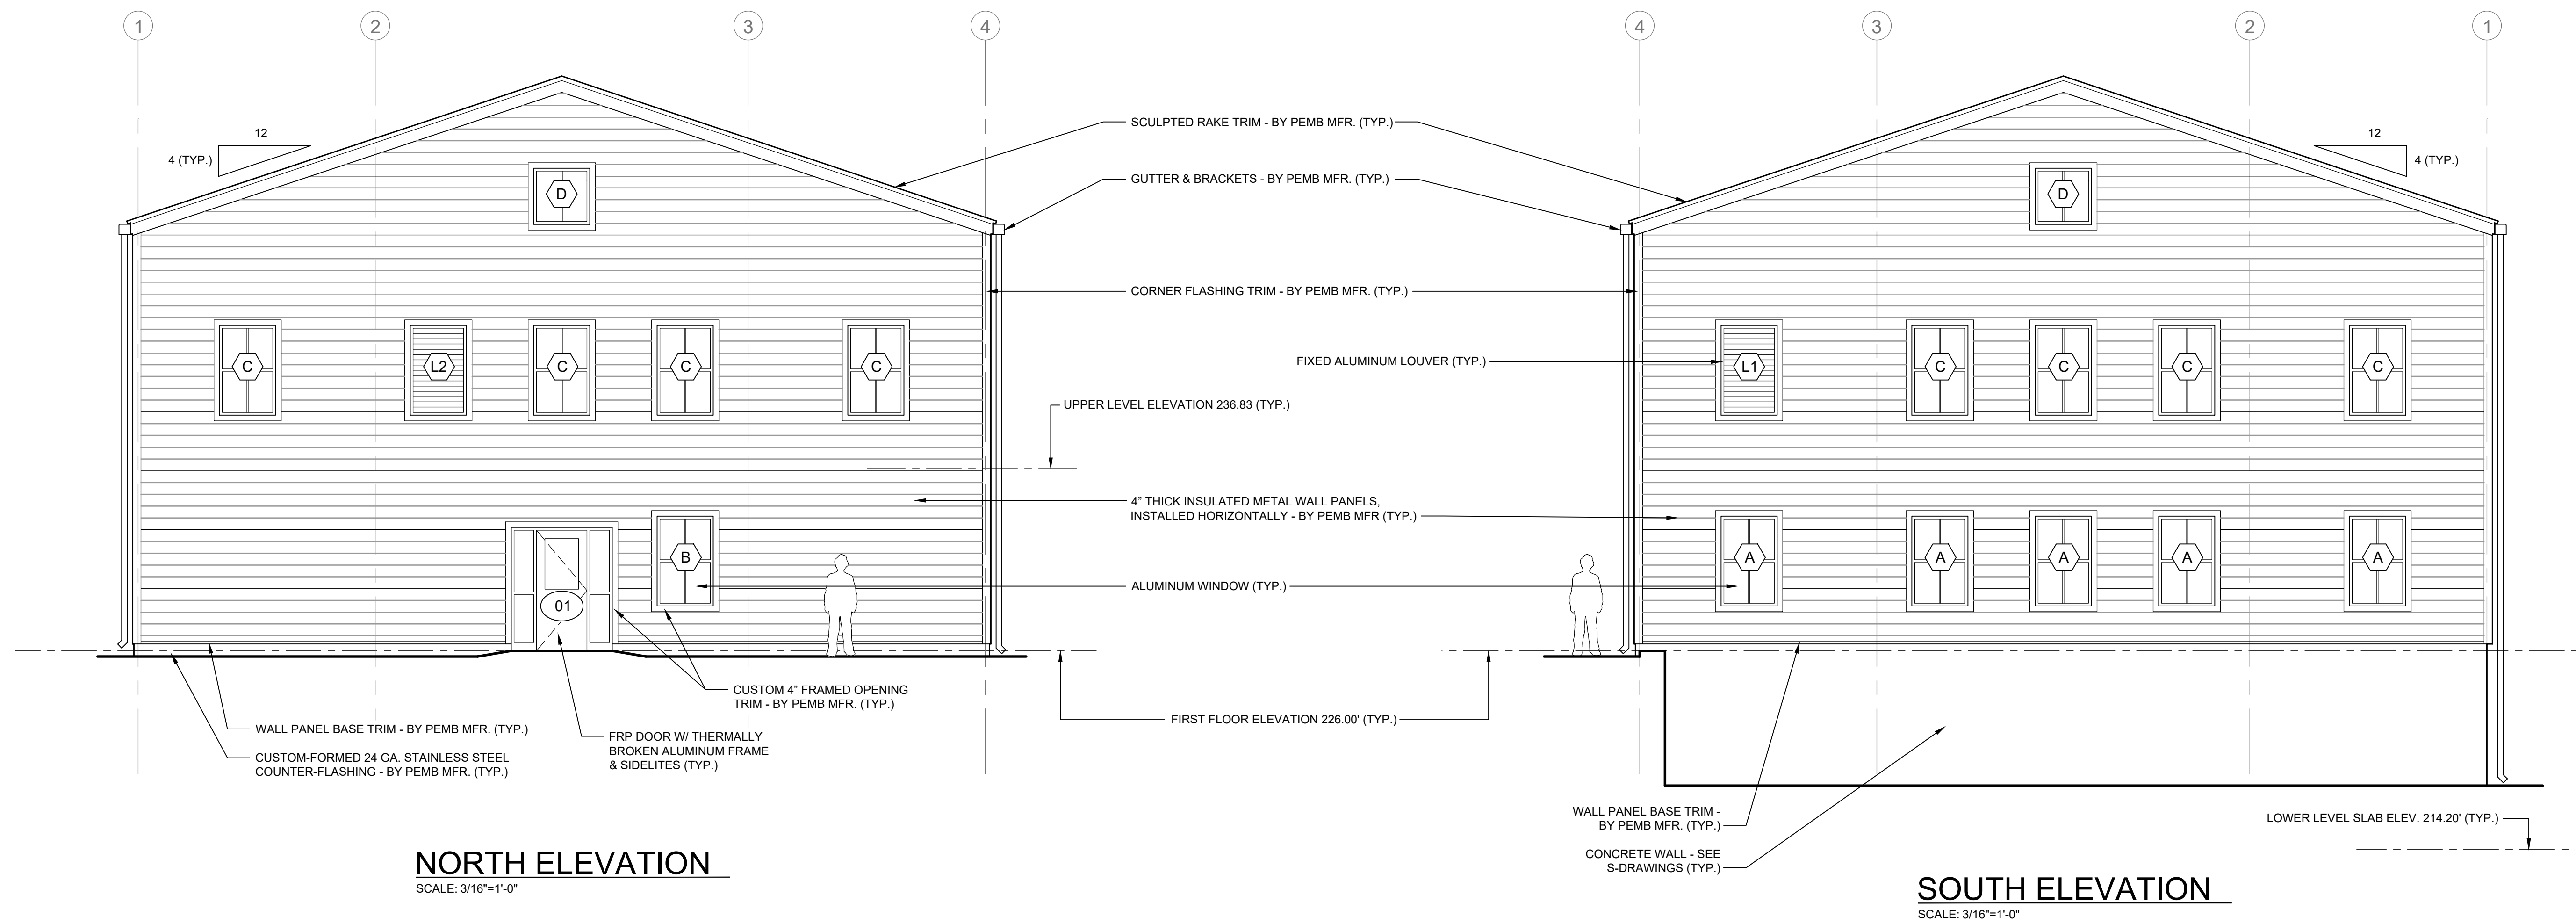 1 2 3 4 4 3 2 1
SCULPTED RAKE TRIM - BY PEMB MFR. (TYP.)
12
4 (TYP.)
12
4 (TYP.)
GUTTER & BRACKETS - BY PEMB MFR. (TYP.)
D
D
CORNER FLASHING TRIM - BY PEMB MFR. (TYP.)
FIXED ALUMINUM LOUVER (TYP.)
C L2 C C C
L1 C C C C
UPPER LEVEL ELEVATION 236.83 (TYP.)
4" THICK INSULATED METAL WALL PANELS,
INSTALLED HORIZONTALLY - BY PEMB MFR (TYP.)
B
A A A A A
ALUMINUM WINDOW (TYP.)
01
CUSTOM 4" FRAMED OPENING
TRIM - BY PEMB MFR. (TYP.)
FIRST FLOOR ELEVATION 226.00' (TYP.)
WALL PANEL BASE TRIM - BY PEMB MFR. (TYP.)
FRP DOOR W/ THERMALLY
BROKEN ALUMINUM FRAME
& SIDELITES (TYP.)
CUSTOM-FORMED 24 GA. STAINLESS STEEL
COUNTER-FLASHING - BY PEMB MFR. (TYP.)
WALL PANEL BASE TRIM -
BY PEMB MFR. (TYP.)
LOWER LEVEL SLAB ELEV. 214.20' (TYP.)
CONCRETE WALL - SEE
S-DRAWINGS (TYP.)
NORTH ELEVATION
SCALE: 3/16"=1'-0"
SOUTH ELEVATION
SCALE: 3/16"=1'-0"